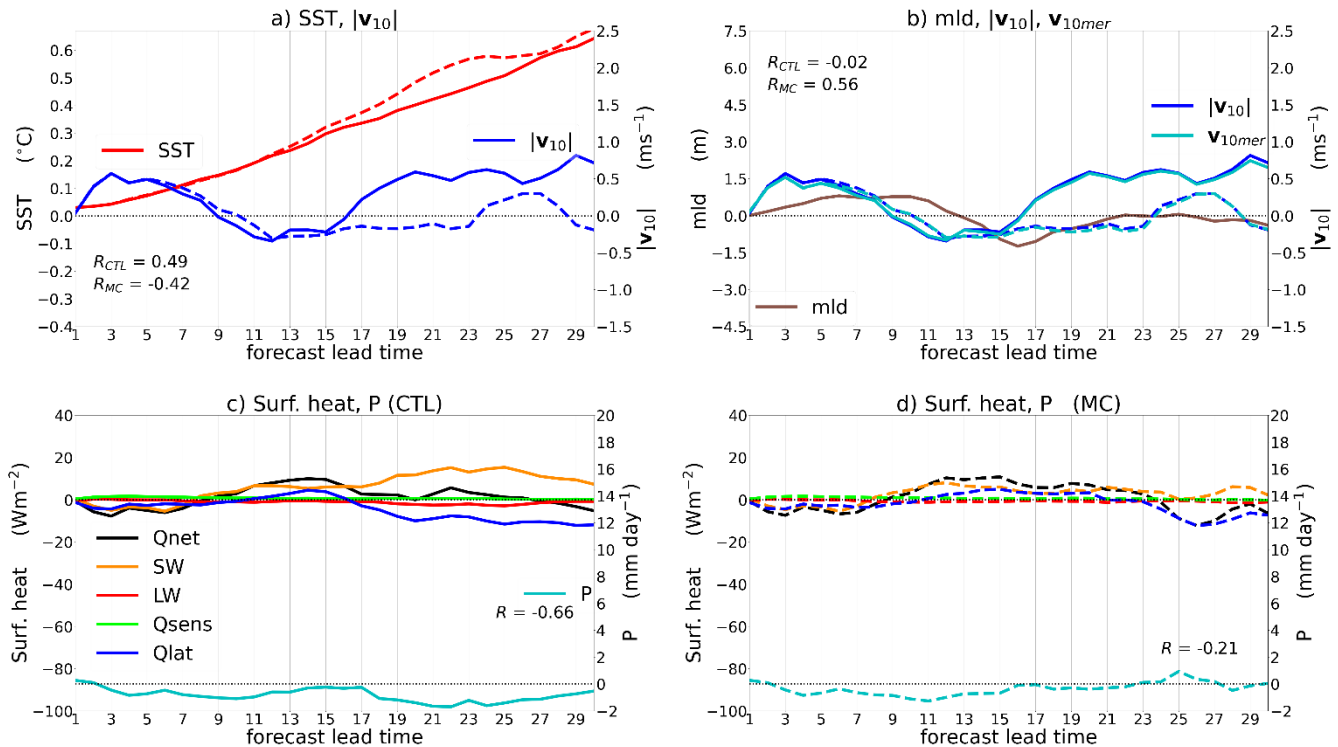 a) SST, |v10|
SST (°C)
0.6
0.5
0.4
0.3
0.2
0.1
0.0
−0.1
−0.2
−0.3
−0.4
SST
|v10|
RCTL = 0.49
RMC = -0.42
2.5
2.0
1.5
1.0
0.5
0.0
−0.5
−1.0
−1.5
|v10| (ms−1)
1 3 5 7 9 11 13 15 17 19 21 23 25 27 29
forecast lead time
b) mld, |v10|, v10mer
mld (m)
7.5
6.0
4.5
3.0
1.5
0.0
−1.5
−3.0
−4.5
RCTL = -0.02
RMC = 0.56
|v10|
v10mer
mld
2.5
2.0
1.5
1.0
0.5
0.0
−0.5
−1.0
−1.5
|v10| (ms−1)
1 3 5 7 9 11 13 15 17 19 21 23 25 27 29
forecast lead time
c) Surf. heat, P (CTL)
Surf. heat (Wm−2)
40
20
0
−20
−40
−60
−80
−100
Qnet
SW
LW
Qsens
Qlat
P
R = -0.66
20
18
16
14
12
10
8
6
4
2
0
−2
P (mm day−1)
1 3 5 7 9 11 13 15 17 19 21 23 25 27 29
forecast lead time
d) Surf. heat, P (MC)
Surf. heat (Wm−2)
40
20
0
−20
−40
−60
−80
−100
R = -0.21
20
18
16
14
12
10
8
6
4
2
0
−2
P (mm day−1)
1 3 5 7 9 11 13 15 17 19 21 23 25 27 29
forecast lead time